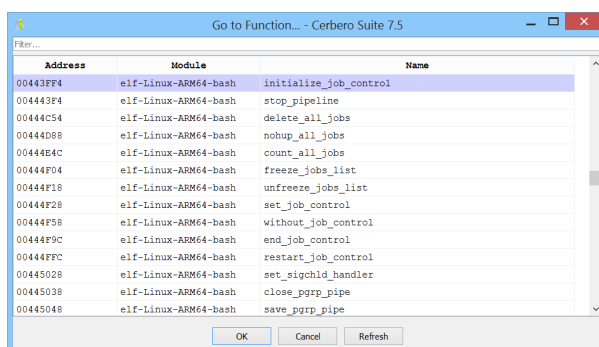 Go to Function... - Cerbero Suite 7.5
Filter...
Address Module Name
00443FF4 elf-Linux-ARM64-bash initialize_job_control
004443F4 elf-Linux-ARM64-bash stop_pipeline
00444C54 elf-Linux-ARM64-bash delete_all_jobs
00444D88 elf-Linux-ARM64-bash nohup_all_jobs
00444E4C elf-Linux-ARM64-bash count_all_jobs
00444F04 elf-Linux-ARM64-bash freeze_jobs_list
00444F18 elf-Linux-ARM64-bash unfreeze_jobs_list
00444F28 elf-Linux-ARM64-bash set_job_control
00444F58 elf-Linux-ARM64-bash without_job_control
00444F9C elf-Linux-ARM64-bash end_job_control
00444FFC elf-Linux-ARM64-bash restart_job_control
00445028 elf-Linux-ARM64-bash set_sigchld_handler
00445038 elf-Linux-ARM64-bash close_pgrp_pipe
00445048 elf-Linux-ARM64-bash save_pgrp_pipe
OK Cancel Refresh